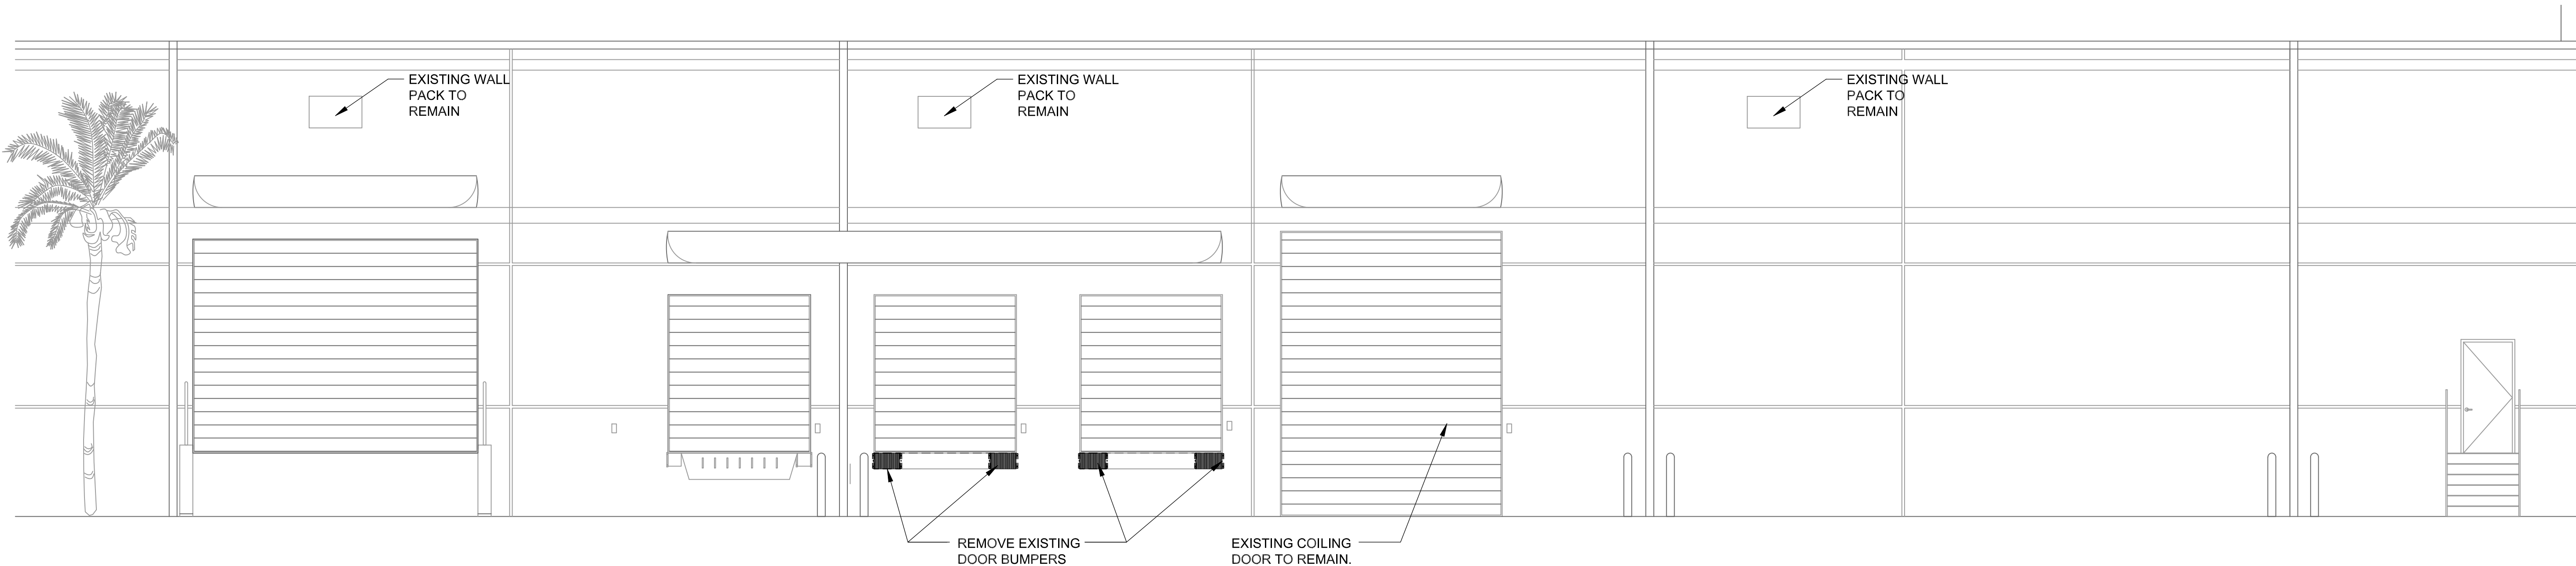 EXISTING WALL
PACK TO
REMAIN
EXISTING WALL
PACK TO
REMAIN
EXISTING WALL
PACK TO
REMAIN
REMOVE EXISTING
DOOR BUMPERS
EXISTING COILING
DOOR TO REMAIN.